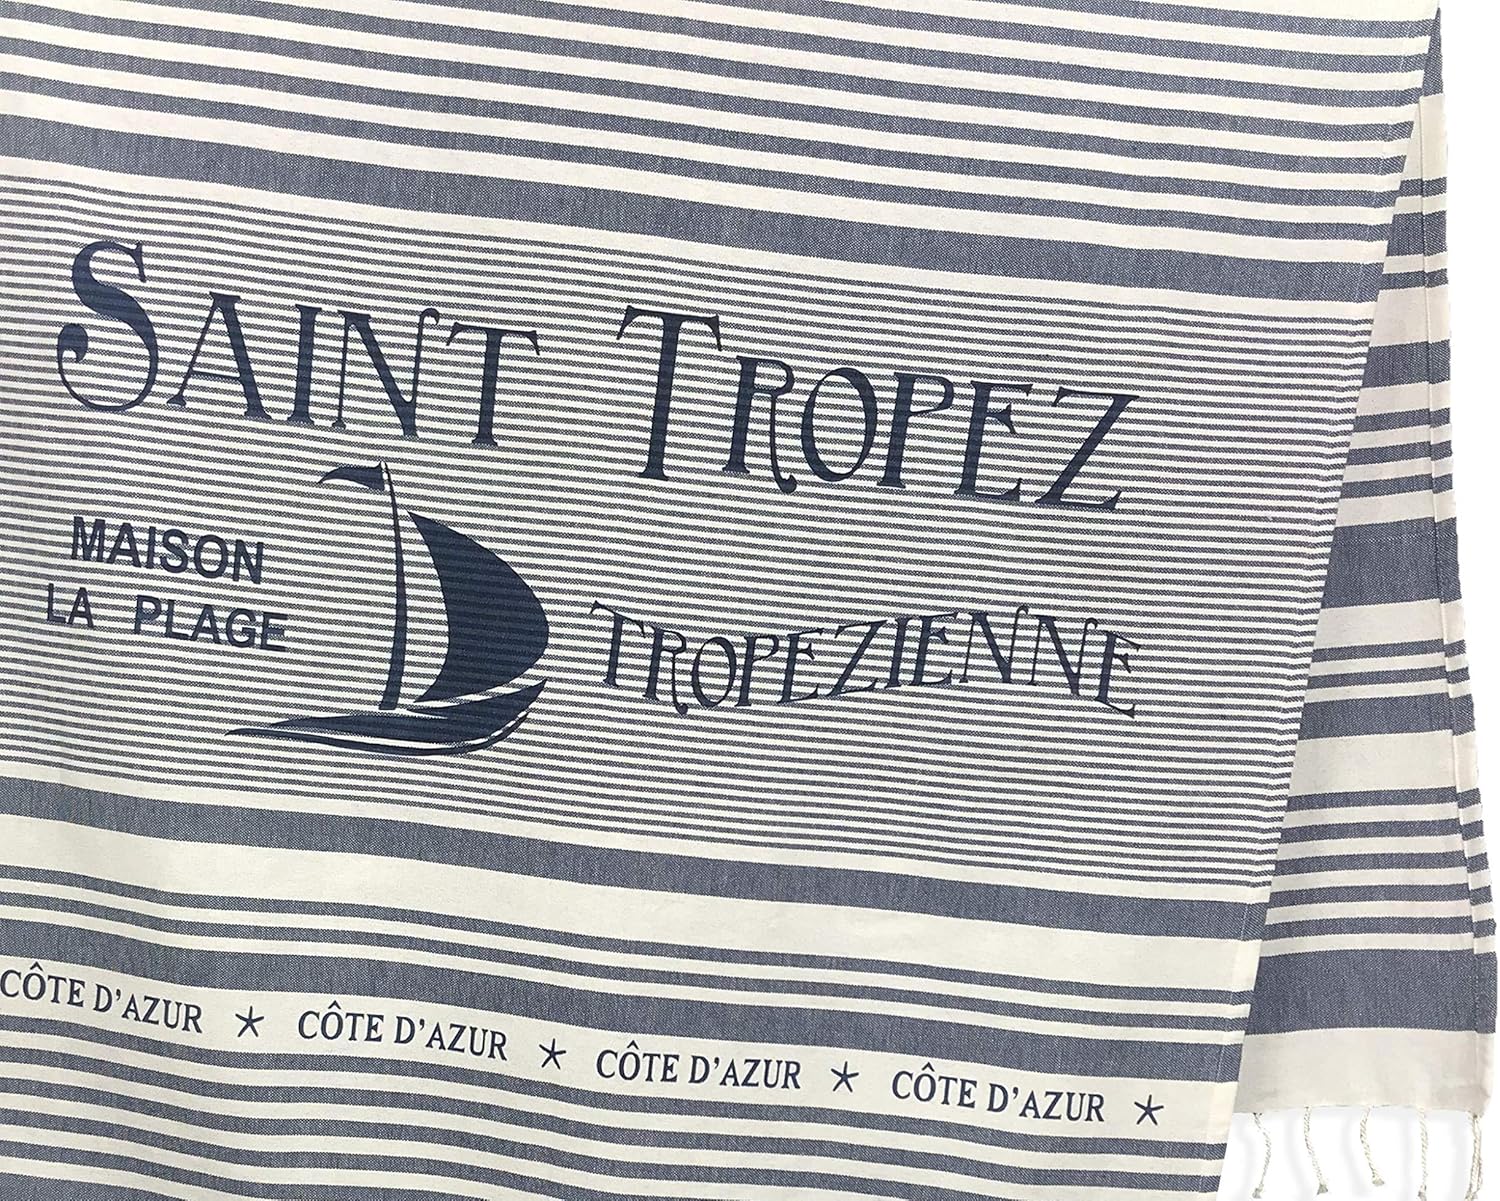 SAINT TROPEZ
MAISON
LA PLAGE
TROPEZIENNE
CÔTE D'AZUR * CÔTE D'AZUR * CÔTE D'AZUR * CÔTE D'AZUR *